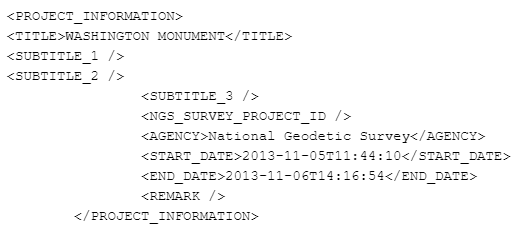 <PROJECT_INFORMATION>
<TITLE>WASHINGTON MONUMENT</TITLE>
<SUBTITLE_1 />
<SUBTITLE_2 />
<SUBTITLE_3 />
<NGS_SURVEY_PROJECT_ID />
<AGENCY>National Geodetic Survey</AGENCY>
<START_DATE>2013-11-05T11:44:10</START_DATE>
<END_DATE>2013-11-06T14:16:54</END_DATE>
<REMARK />
</PROJECT_INFORMATION>